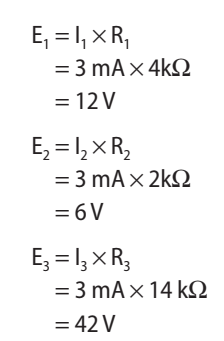 E₁ = I₁ × R₁
= 3 mA × 4kΩ
= 12 V
E₂ = I₂ × R₂
= 3 mA × 2kΩ
= 6 V
E₃ = I₃ × R₃
= 3 mA × 14 kΩ
= 42 V